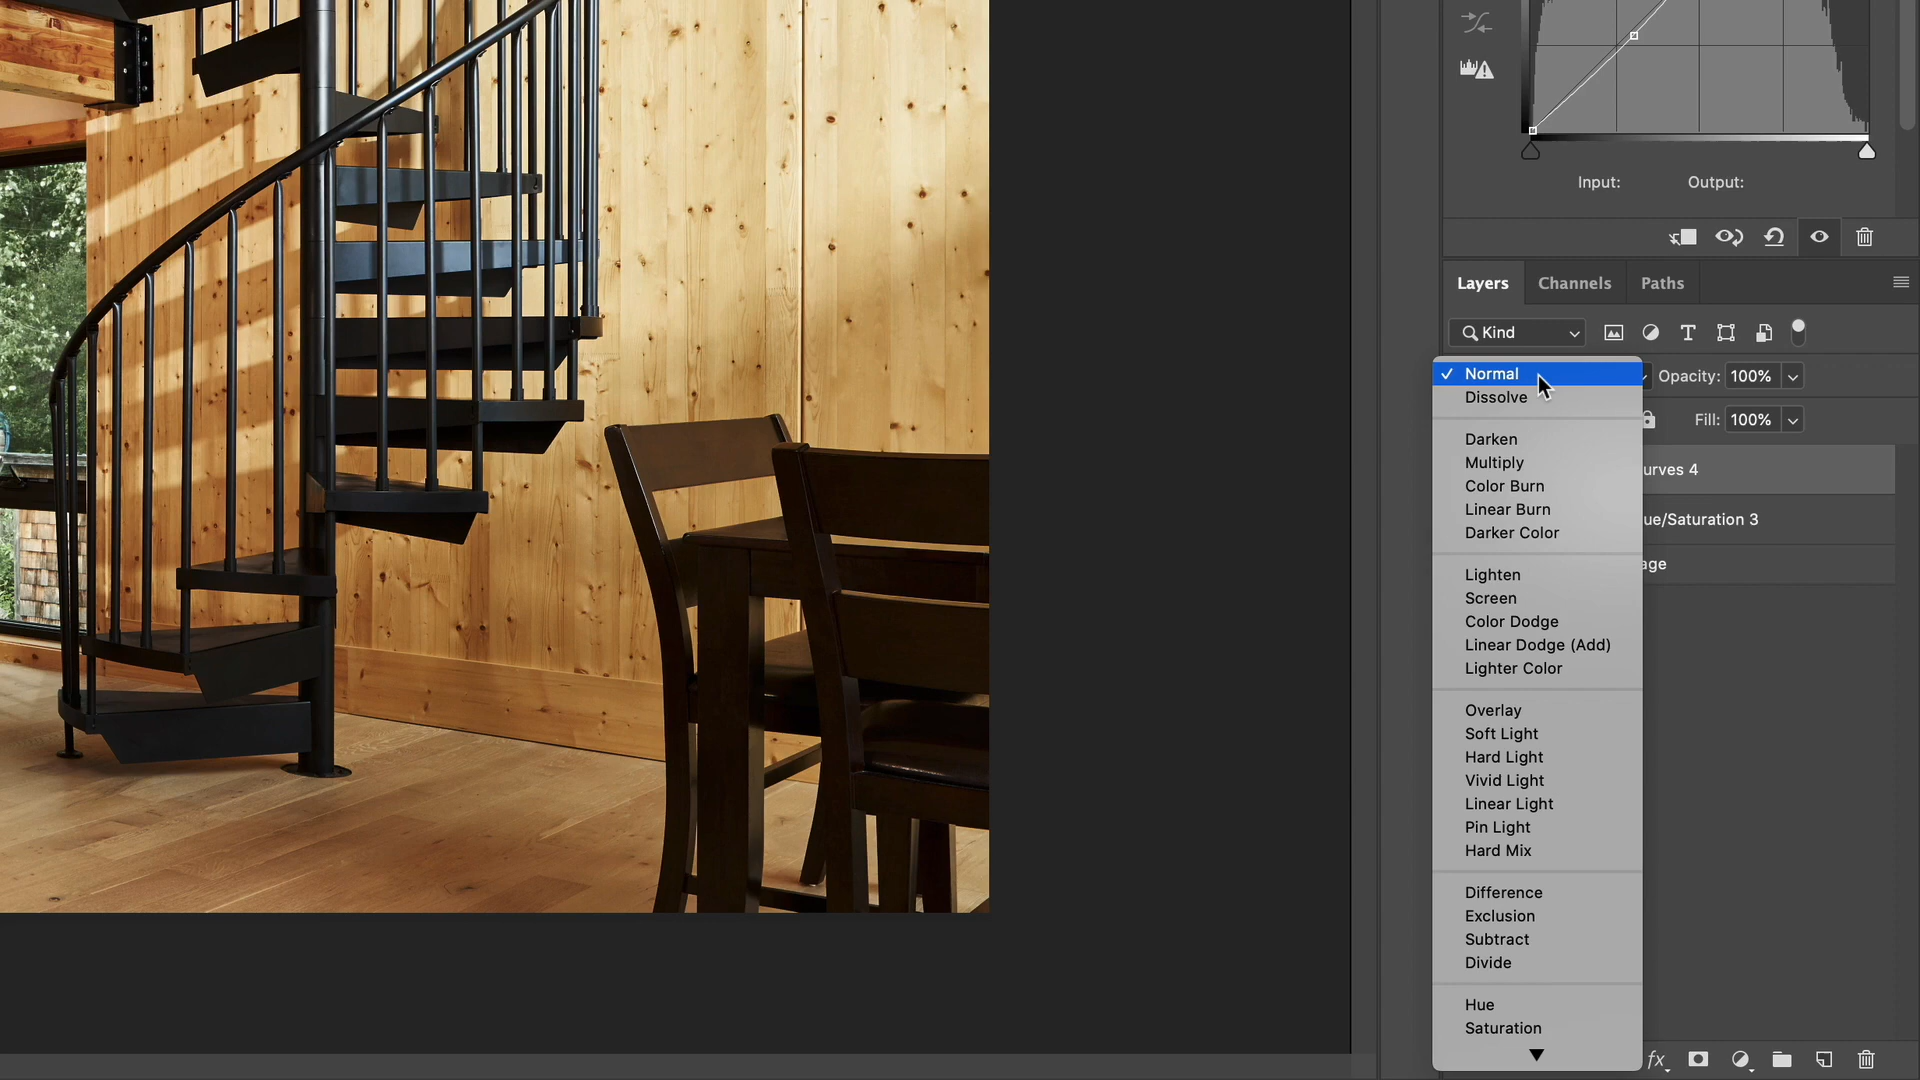 Input: Output:
Layers Channels Paths
Kind
Normal
Opacity: 100%
Dissolve
Fill: 100%
Darken
Multiply
urves 4
Color Burn
Linear Burn
ue/Saturation 3
Darker Color
age
Lighten
Screen
Color Dodge
Linear Dodge (Add)
Lighter Color
Overlay
Soft Light
Hard Light
Vivid Light
Linear Light
Pin Light
Hard Mix
Difference
Exclusion
Subtract
Divide
Hue
Saturation
fx